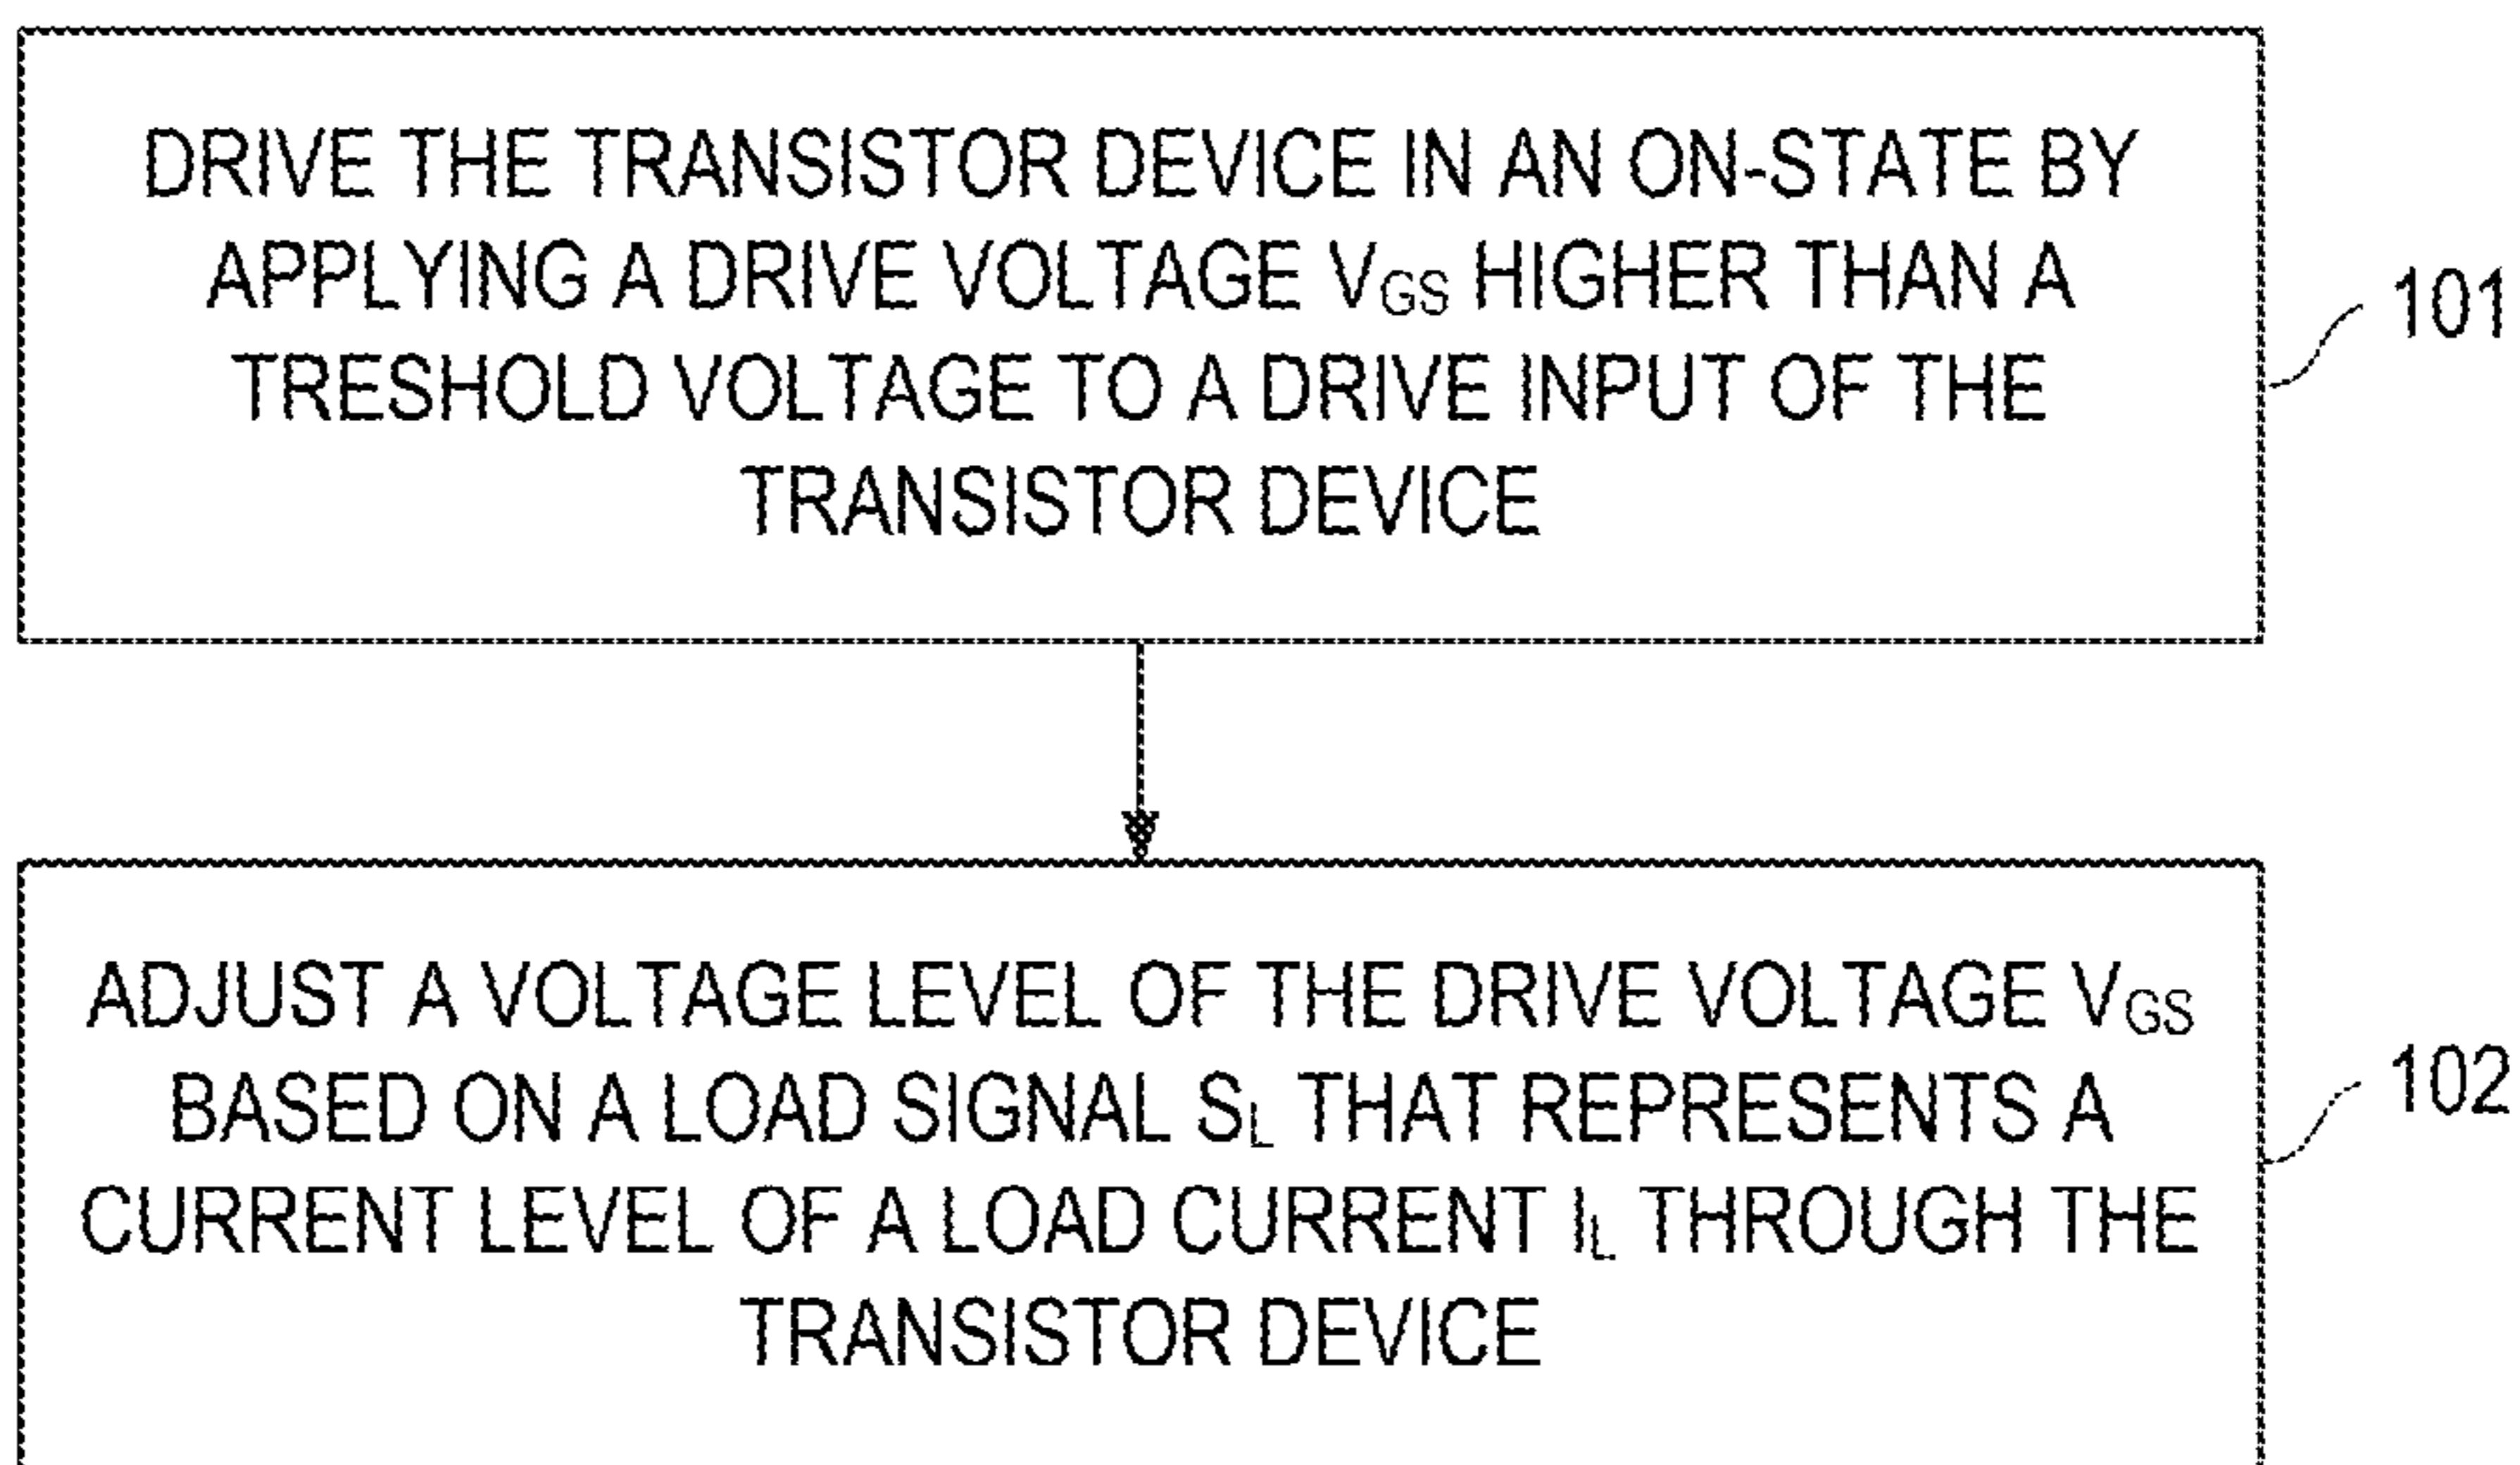 DRIVE THE TRANSISTOR DEVICE IN AN ON-STATE BY
APPLYING A DRIVE VOLTAGE VGS HIGHER THAN A
TRESHOLD VOLTAGE TO A DRIVE INPUT OF THE
TRANSISTOR DEVICE
101
ADJUST A VOLTAGE LEVEL OF THE DRIVE VOLTAGE VGS
BASED ON A LOAD SIGNAL SL THAT REPRESENTS A
CURRENT LEVEL OF A LOAD CURRENT IL THROUGH THE
TRANSISTOR DEVICE
102